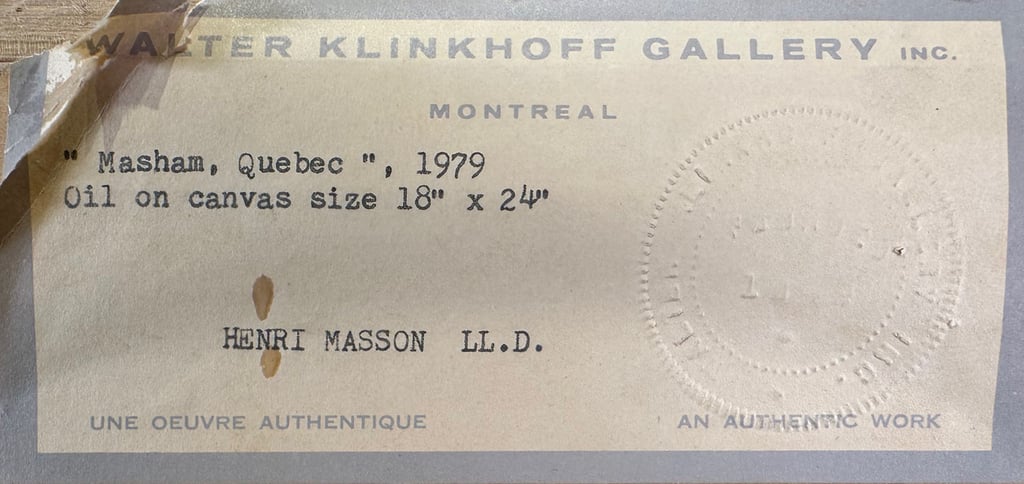 WALTER KLINKHOFF GALLERY INC.
MONTREAL
" Masham, Quebec ", 1979
Oil on canvas size 18" x 24"
HENRI MASSON LL.D.
UNE OEUVRE AUTHENTIQUE
AN AUTHENTIC WORK